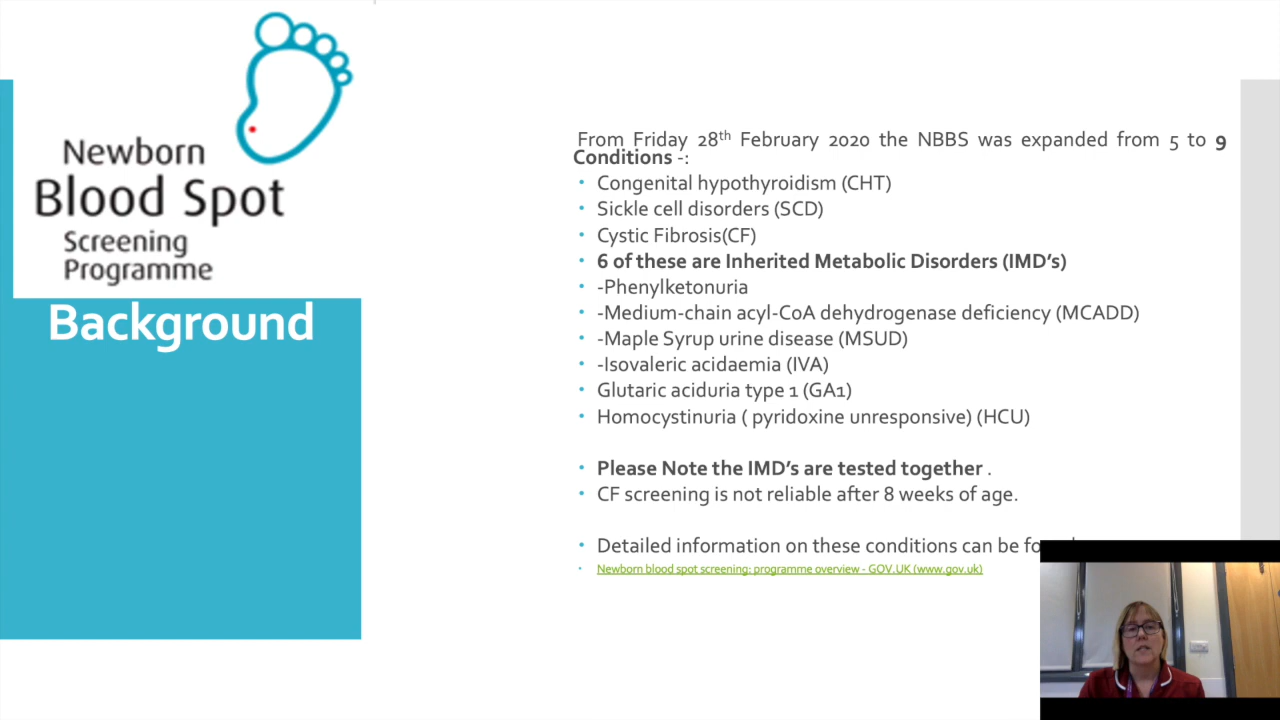 Newborn
Blood Spot
Screening
Programme
Background
From Friday 28th February 2020 the NBBS was expanded from 5 to 9
Conditions -:
• Congenital hypothyroidism (CHT)
• Sickle cell disorders (SCD)
• Cystic Fibrosis(CF)
• 6 of these are Inherited Metabolic Disorders (IMD’s)
• -Phenylketonuria
• -Medium-chain acyl-CoA dehydrogenase deficiency (MCADD)
• -Maple Syrup urine disease (MSUD)
• -Isovaleric acidaemia (IVA)
• Glutaric aciduria type 1 (GA1)
• Homocystinuria ( pyridoxine unresponsive) (HCU)
• Please Note the IMD’s are tested together .
• CF screening is not reliable after 8 weeks of age.
• Detailed information on these conditions can be
• Newborn blood spot screening: programme overview - GOV.UK (www.gov.uk)